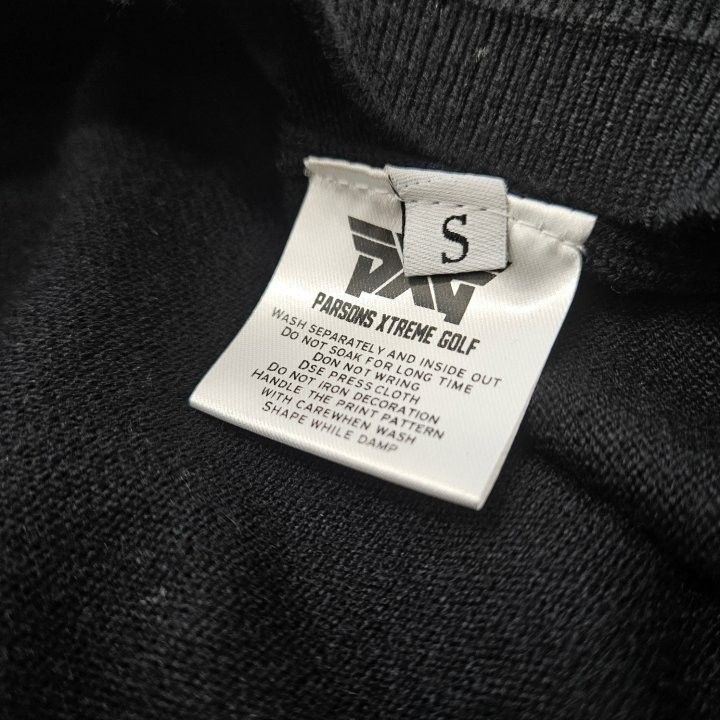 S
PXG
PARSONS XTREME GOLF
WASH SEPARATELY AND INSIDE OUT
DO NOT SOAK FOR LONG TIME
DON NOT WRING
DSE PRESS CLOTH
DO NOT IRON DECORATION
HANDLE THE PRINT PATTERN
WITH CAREWHEN WASH
SHAPE WHILE DAMP